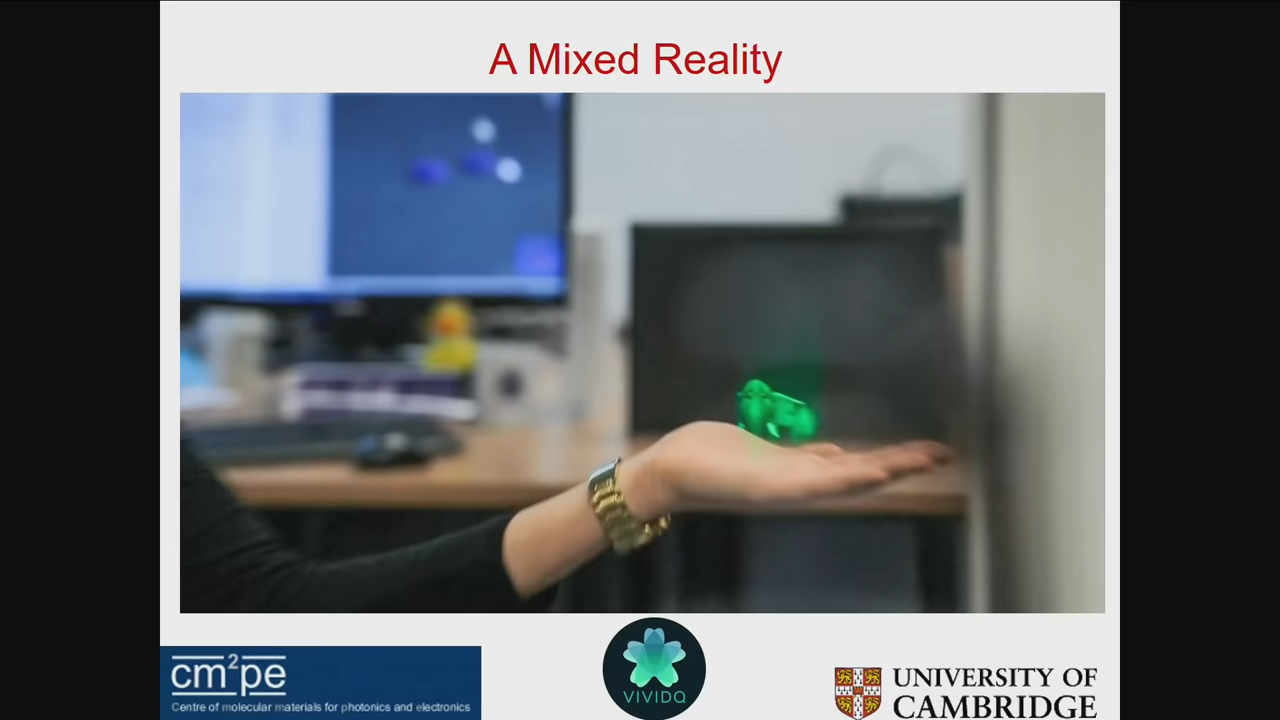 A Mixed Reality
cm²pe
Centre of molecular materials for photonics and electronics
VIVIDQ
UNIVERSITY OF
CAMBRIDGE